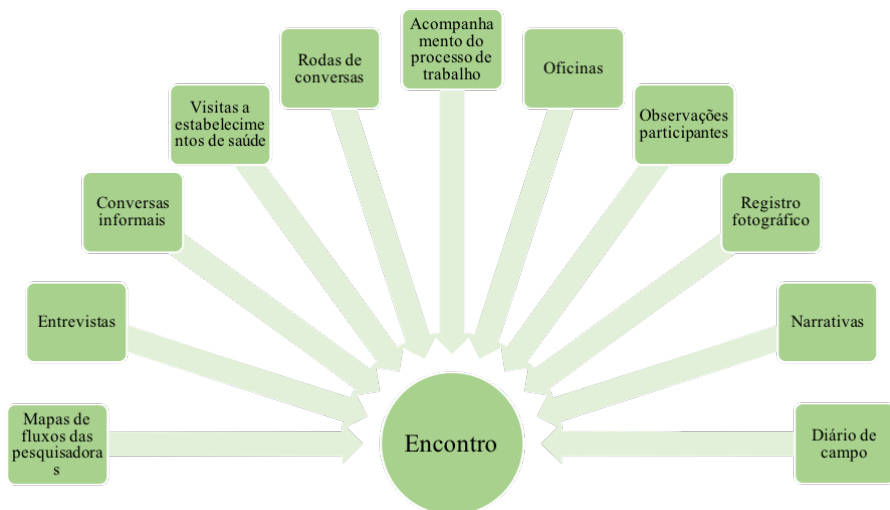 Mapas de
fluxos das
pesquisadora
s
Entrevistas
Conversas
informais
Visitas a
estabelecime
ntos de saúde
Rodas de
conversas
Acompanha
mento do
processo de
trabalho
Oficinas
Observações
participantes
Registro
fotográfico
Narrativas
Diário de
campo
Encontro